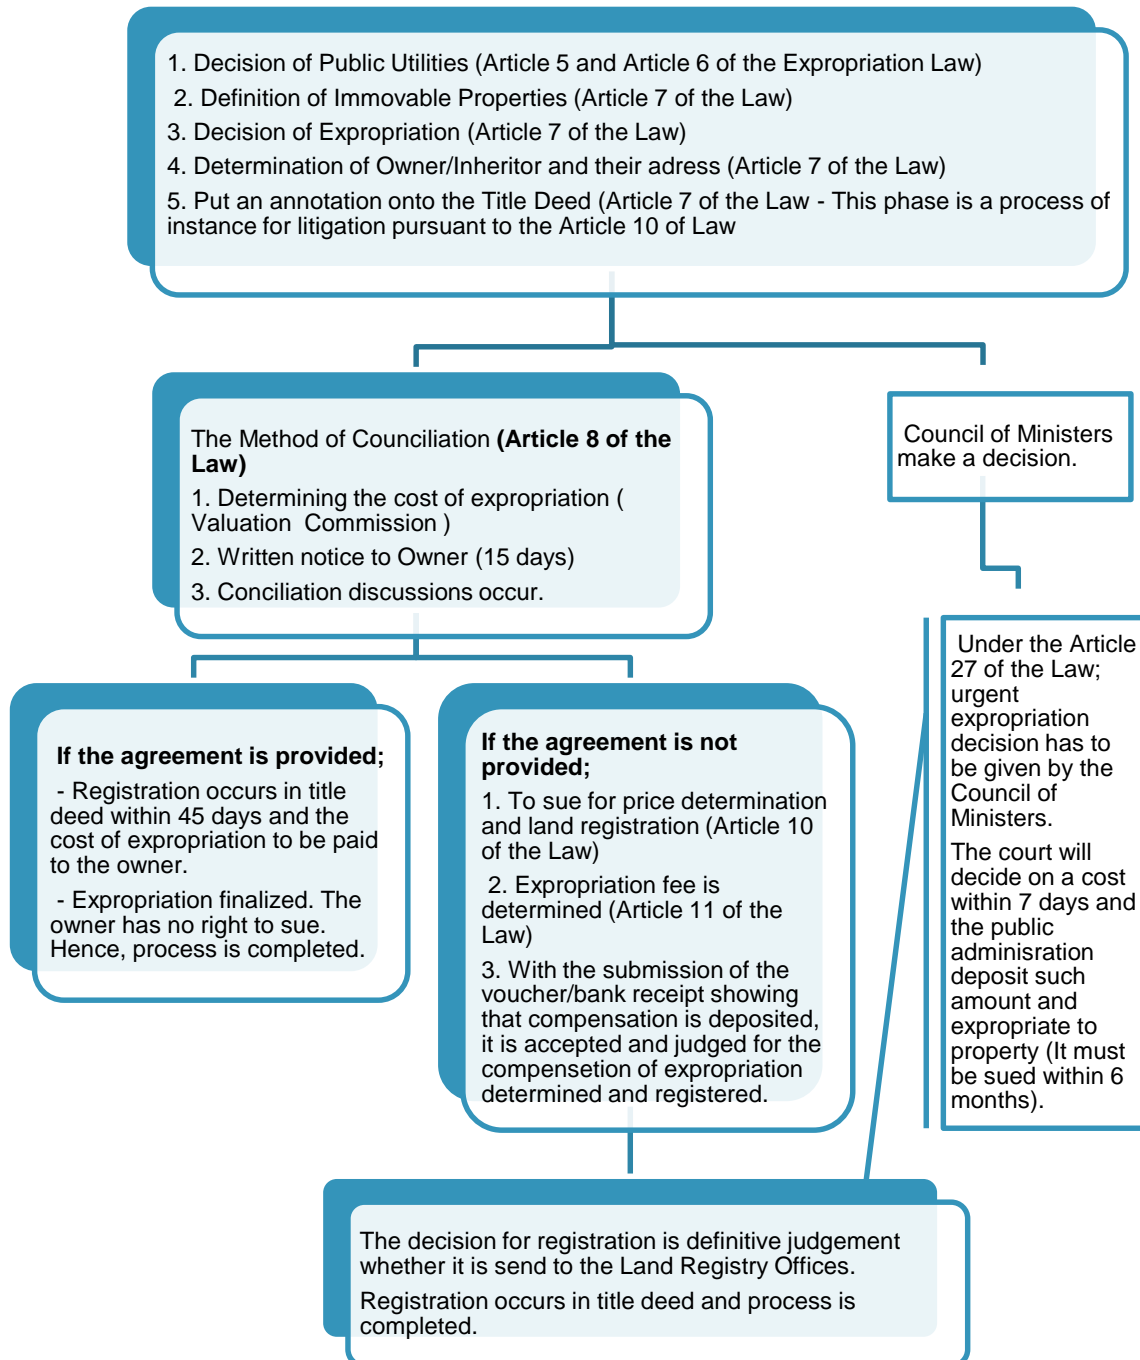 1. Decision of Public Utilities (Article 5 and Article 6 of the Expropriation Law)
2. Definition of Immovable Properties (Article 7 of the Law)
3. Decision of Expropriation (Article 7 of the Law)
4. Determination of Owner/Inheritor and their adress (Article 7 of the Law)
5. Put an annotation onto the Title Deed (Article 7 of the Law - This phase is a process of
instance for litigation pursuant to the Article 10 of Law
The Method of Counciliation (Article 8 of the
Law)
1. Determining the cost of expropriation (
Valuation Commission )
2. Written notice to Owner (15 days)
3. Conciliation discussions occur.
Council of Ministers
make a decision.
If the agreement is provided;
- Registration occurs in title
deed within 45 days and the
cost of expropriation to be paid
to the owner.
- Expropriation finalized. The
owner has no right to sue.
Hence, process is completed.
If the agreement is not
provided;
1. To sue for price determination
and land registration (Article 10
of the Law)
2. Expropriation fee is
determined (Article 11 of the
Law)
3. With the submission of the
voucher/bank receipt showing
that compensation is deposited,
it is accepted and judged for the
compensetion of expropriation
determined and registered.
Under the Article
27 of the Law;
urgent
expropriation
decision has to
be given by the
Council of
Ministers.
The court will
decide on a cost
within 7 days and
the public
adminisration
deposit such
amount and
expropriate to
property (It must
be sued within 6
months).
The decision for registration is definitive judgement
whether it is send to the Land Registry Offices.
Registration occurs in title deed and process is
completed.